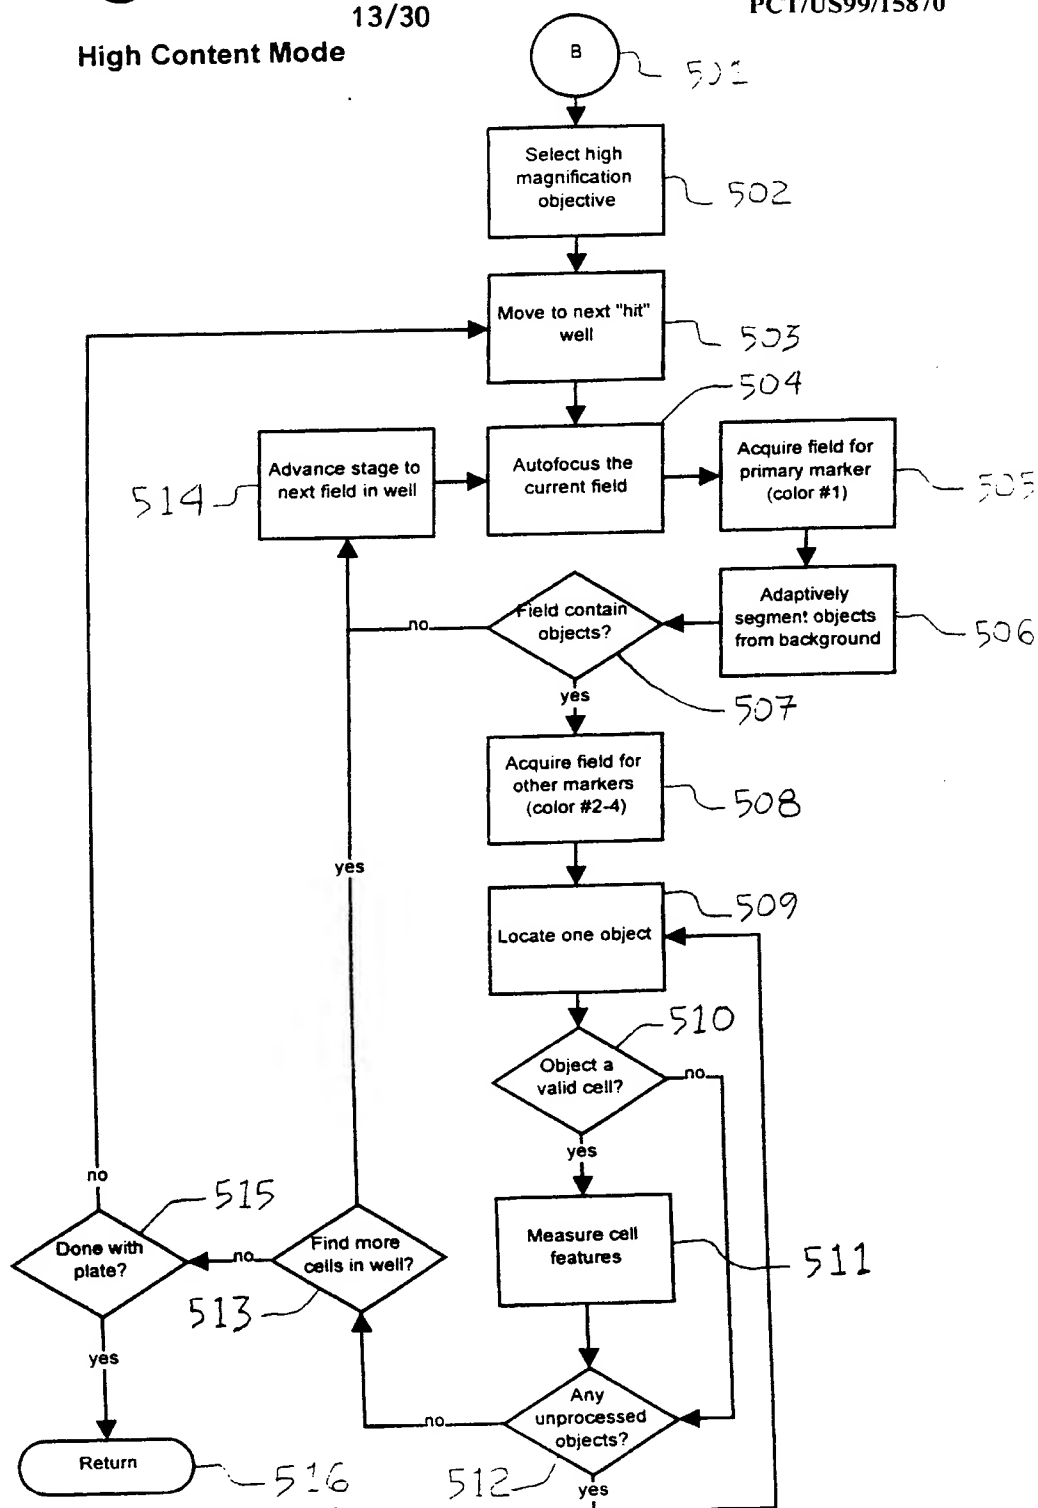 13/30
PCT/US99/15870
High Content Mode
B
501
Select high
magnification
objective
502
Move to next "hit"
well
503
504
Advance stage to
next field in well
514
Autofocus the
current field
Acquire field for
primary marker
(color #1)
505
Adaptively
segment objects
from background
506
Field contain
objects?
no
507
yes
Acquire field for
other markers
(color #2-4)
508
yes
509
Locate one object
510
Object a
valid cell?
no
yes
no
515
Measure cell
features
511
Done with
plate?
no
Find more
cells in well?
513
yes
Any
unprocessed
objects?
no
512
yes
Return
516